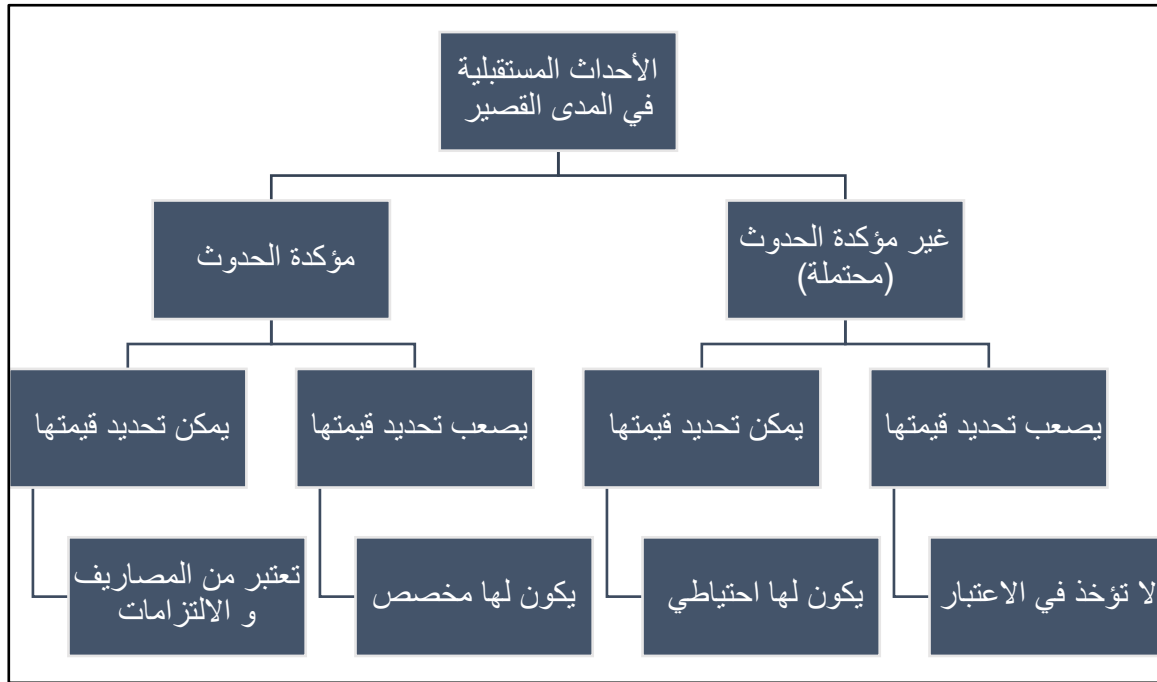 الأحداث المستقبلية
في المدى القصير
غير مؤكدة الحدوث
(محتملة)
مؤكدة الحدوث
يصعب تحديد قيمتها
يمكن تحديد قيمتها
يصعب تحديد قيمتها
يمكن تحديد قيمتها
لا تؤخذ في الاعتبار
يكون لها احتياطي
يكون لها مخصص
تعتبر من المصاريف
و الالتزامات